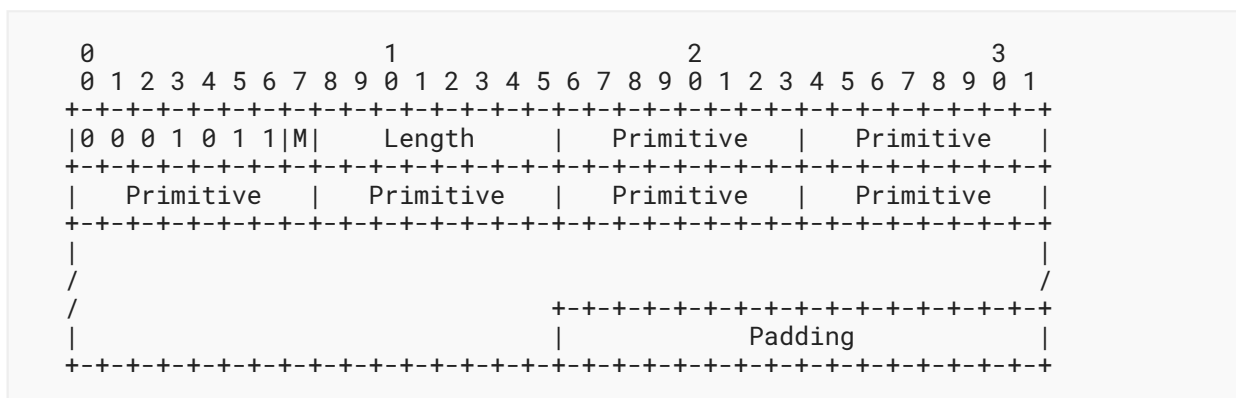 0                   1                   2                   3
0 1 2 3 4 5 6 7 8 9 0 1 2 3 4 5 6 7 8 9 0 1 2 3 4 5 6 7 8 9 0 1
+-+-+-+-+-+-+-+-+-+-+-+-+-+-+-+-+-+-+-+-+-+-+-+-+-+-+-+-+-+-+-+-+
|0 0 0 1 0 1 1|M|    Length     |   Primitive   |   Primitive   |
+-+-+-+-+-+-+-+-+-+-+-+-+-+-+-+-+-+-+-+-+-+-+-+-+-+-+-+-+-+-+-+-+
|   Primitive   |   Primitive   |   Primitive   |   Primitive   |
+-+-+-+-+-+-+-+-+-+-+-+-+-+-+-+-+-+-+-+-+-+-+-+-+-+-+-+-+-+-+-+-+
|                                                               |
/                                                               /
/                               +-+-+-+-+-+-+-+-+-+-+-+-+-+-+-+-+
|                               |            Padding            |
+-+-+-+-+-+-+-+-+-+-+-+-+-+-+-+-+-+-+-+-+-+-+-+-+-+-+-+-+-+-+-+-+